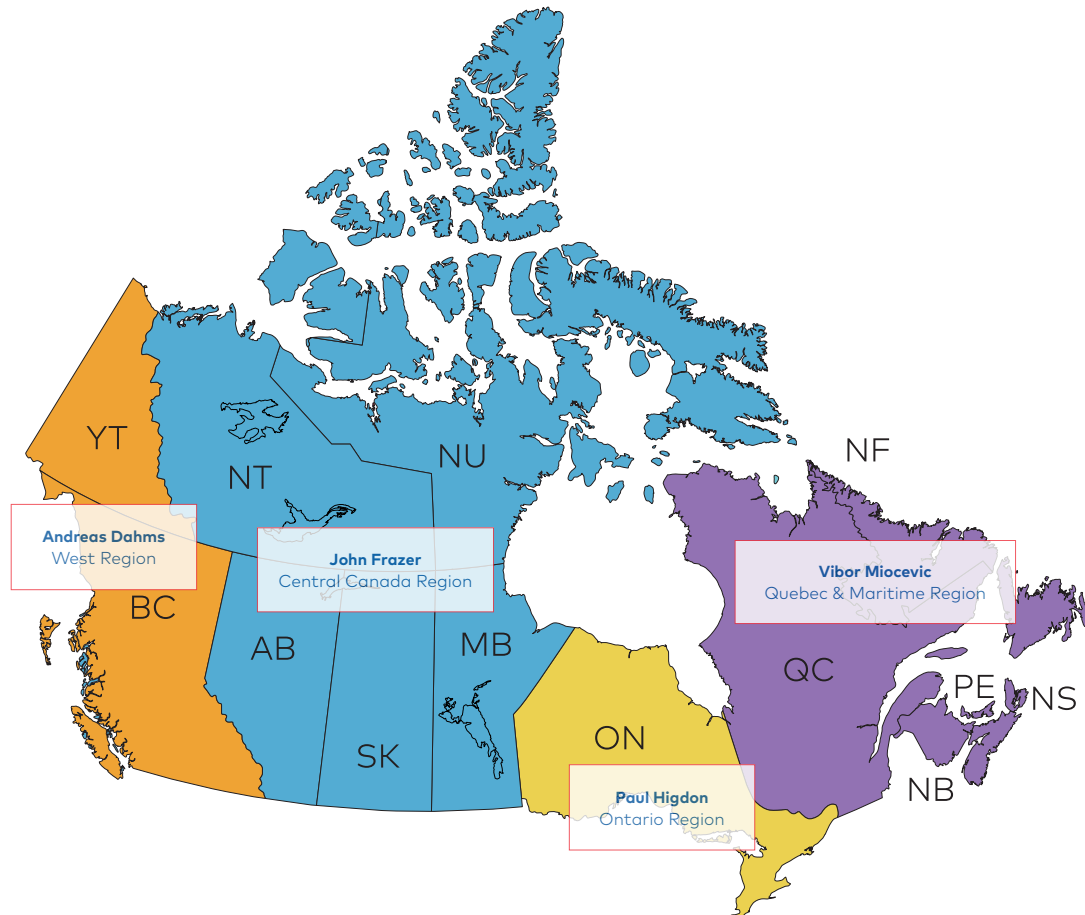 NF
YT
NU
NT
Andreas Dahms
West Region
John Frazer
Central Canada Region
Vibor Miocevic
Quebec & Maritime Region
BC
AB
MB
QC
PE
NS
ON
SK
NB
Paul Higdon
Ontario Region